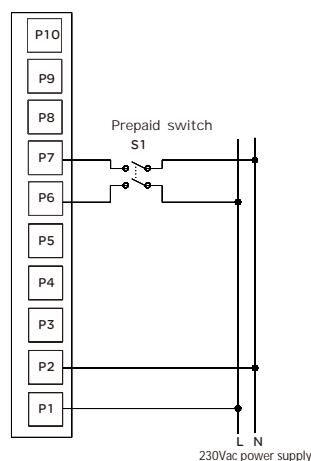 P10
P9
P8
Prepaid switch
S1
P7
P6
P5
P4
P3
P2
P1
L N
230Vac power supply